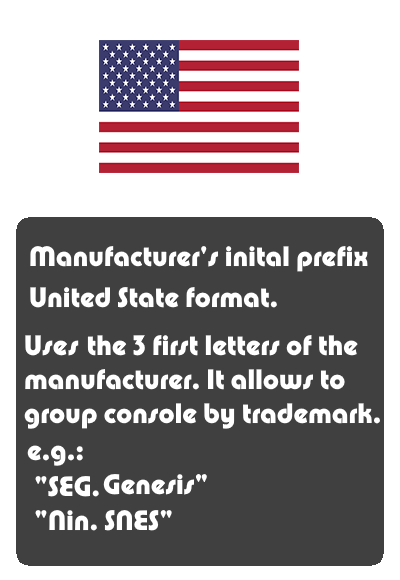 Manufacturer's inital prefix
United State format.
Uses the 3 first letters of the
manufacturer. It allows to
group console by trademark.
e.g.:
"SEG. Genesis"
"Nin. SNES"